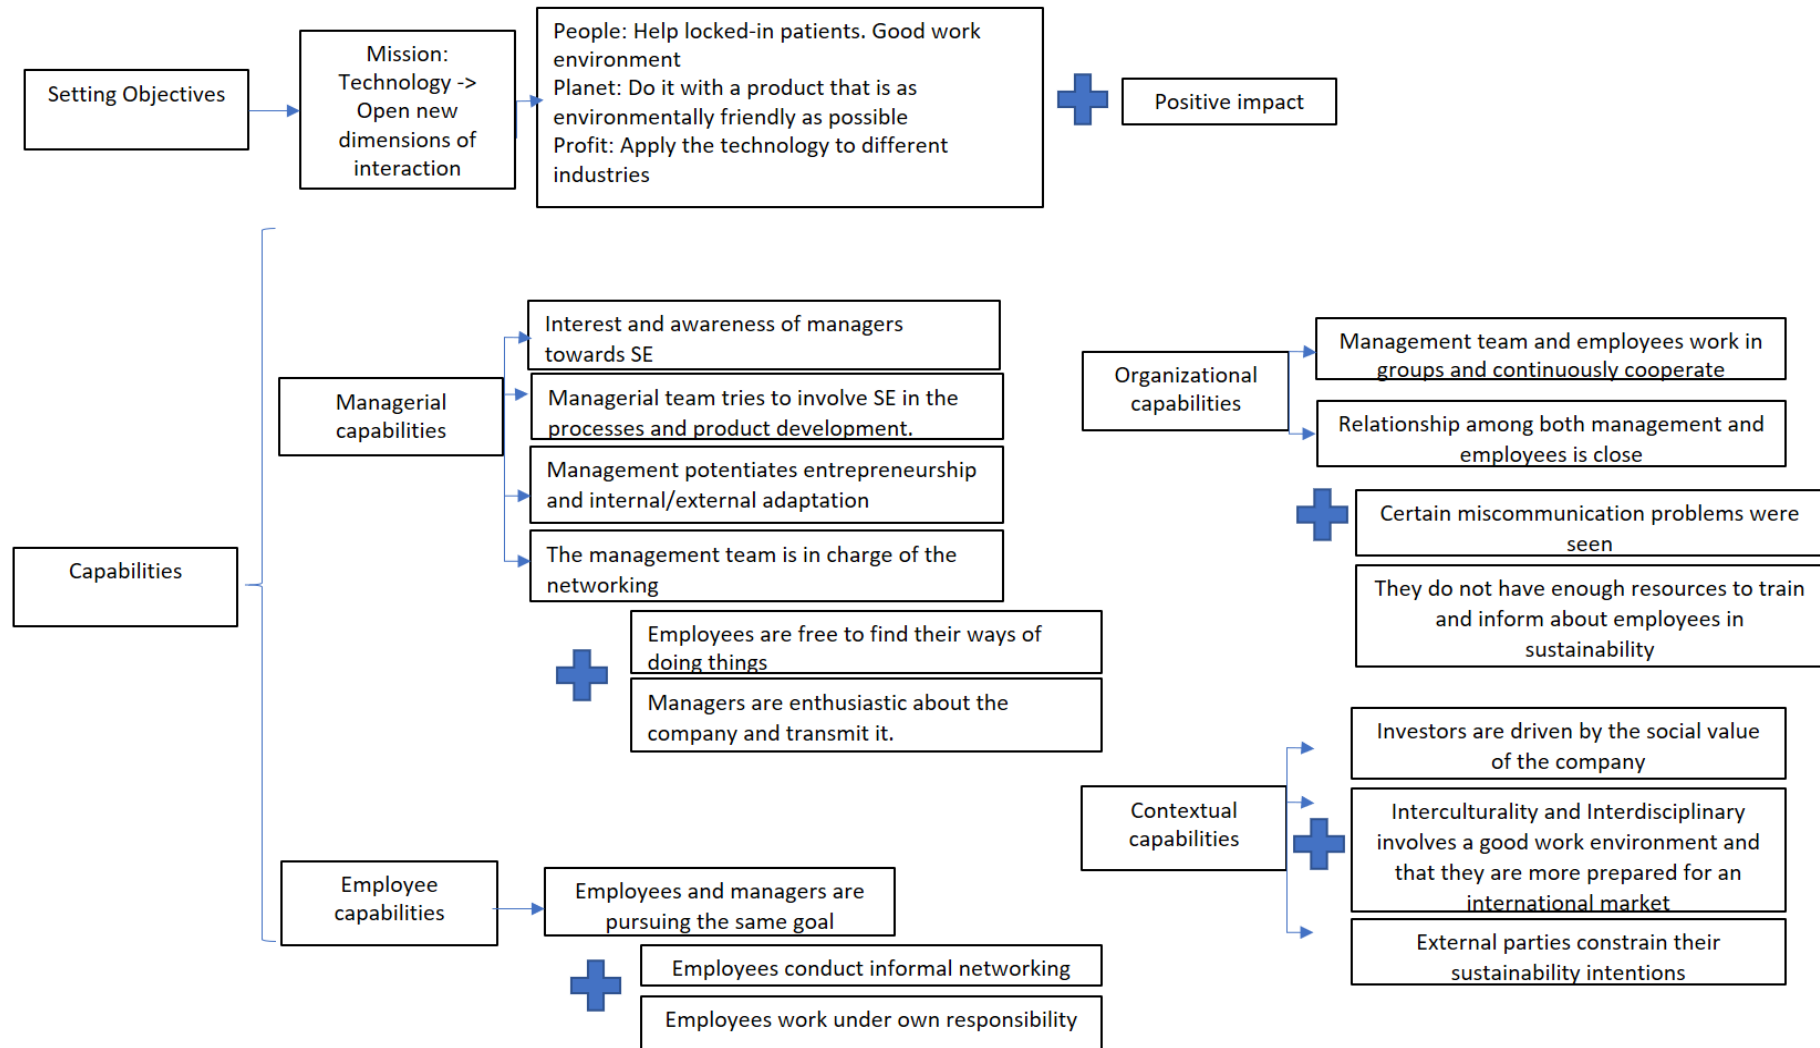 Setting Objectives
Mission:
Technology ->
Open new
dimensions of
interaction
People: Help locked-in patients. Good work
environment
Planet: Do it with a product that is as
environmentally friendly as possible
Profit: Apply the technology to different
industries
Positive impact
Capabilities
Managerial
capabilities
Interest and awareness of managers
towards SE
Managerial team tries to involve SE in the
processes and product development.
Management potentiates entrepreneurship
and internal/external adaptation
The management team is in charge of the
networking
Employees are free to find their ways of
doing things
Managers are enthusiastic about the
company and transmit it.
Employee
capabilities
Employees and managers are
pursuing the same goal
Employees conduct informal networking
Employees work under own responsibility
Organizational
capabilities
Management team and employees work in
groups and continuously cooperate
Relationship among both management and
employees is close
Certain miscommunication problems were
seen
They do not have enough resources to train
and inform about employees in
sustainability
Contextual
capabilities
Investors are driven by the social value
of the company
Interculturality and Interdisciplinary
involves a good work environment and
that they are more prepared for an
international market
External parties constrain their
sustainability intentions